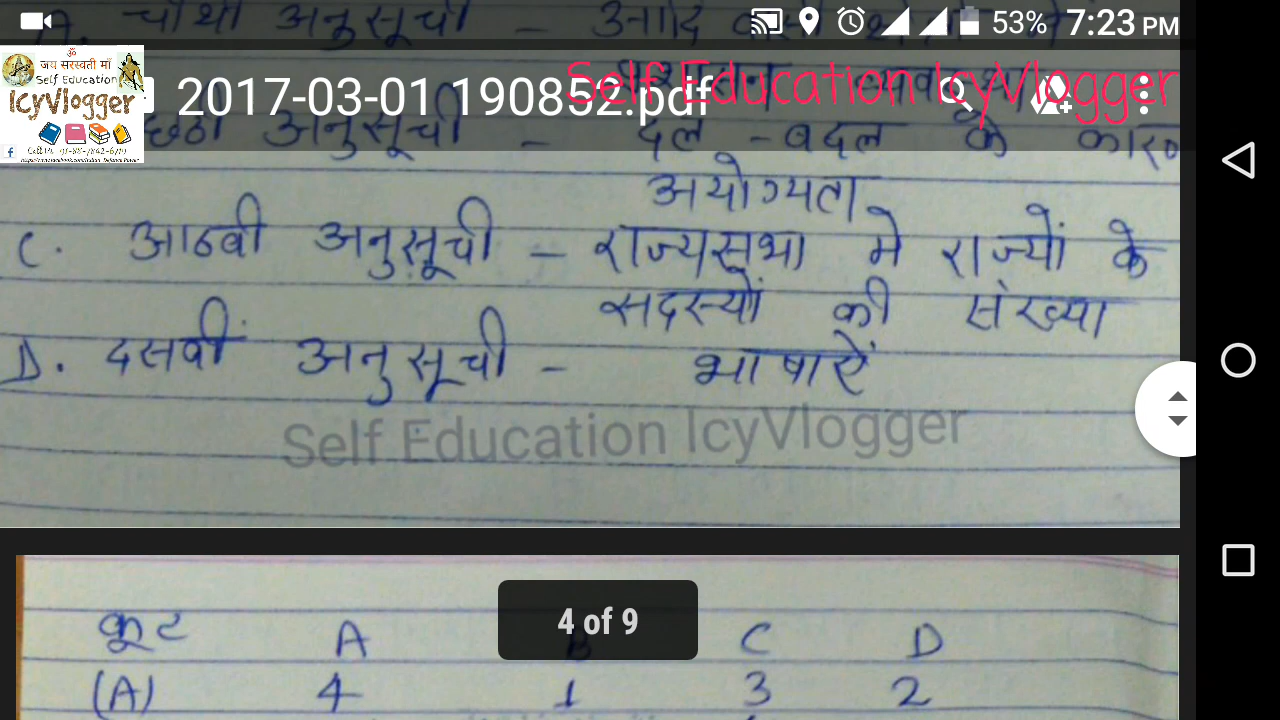 53% 7:23 PM
A. चौथी अनुसूची -
ॐ
जय सरस्वती माँ
Self Education
IcyVlogger
2017-03-01 190852.pdf
Self Education IcyVlogger
छठी अनुसूची - दल - बदल के कारण
अयोग्यता
C. आठवी अनुसूची - राज्यसभा मे राज्यों के
सदस्यों की संख्या
D. दसवीं अनुसूची - भाषाऐं
Self Education IcyVlogger
4 of 9
कूट A B C D
(A) 4 1 3 2